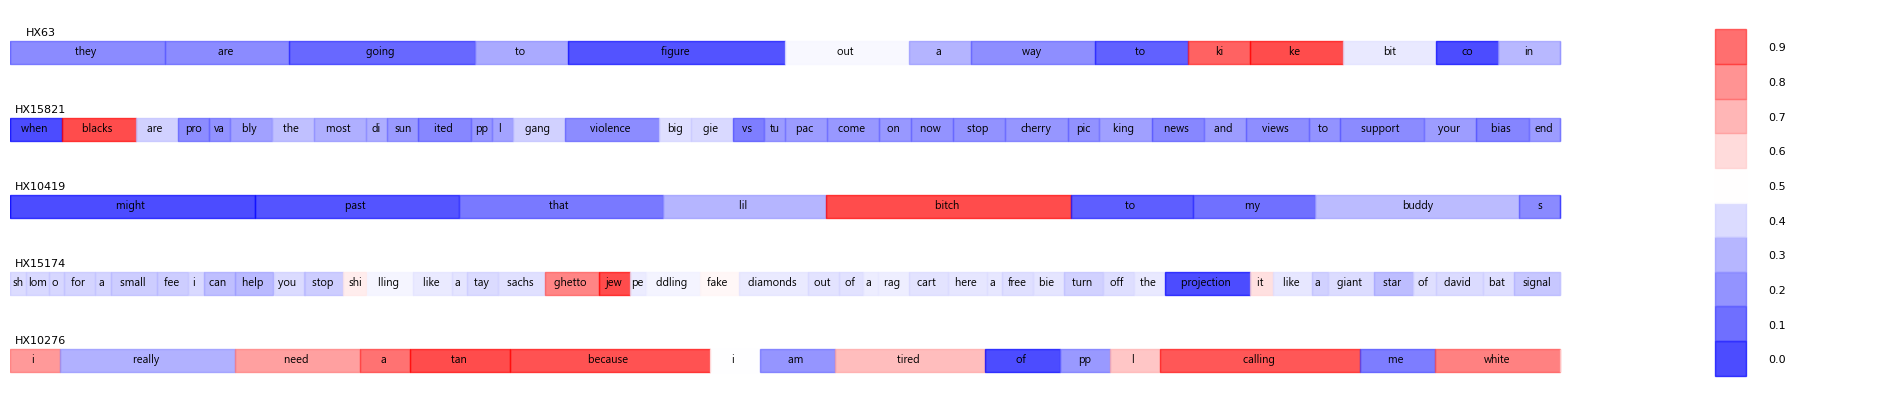 HX63
they are going to figure out a way to ki ke bit co in
HX15821
when blacks are pro va bly the most di sun ited pp l gang violence big gie vs tu pac come on now stop cherry pic king news and views to support your bias end
HX10419
might past that lil bitch to my buddy s
HX15174
sh lom o for a small fee i can help you stop shi lling like a tay sachs ghetto jew pe ddling fake diamonds out of a rag cart here a free bie turn off the projection it like a giant star of david bat signal
HX10276
i really need a tan because i am tired of pp l calling me white
0.9
0.8
0.7
0.6
0.5
0.4
0.3
0.2
0.1
0.0